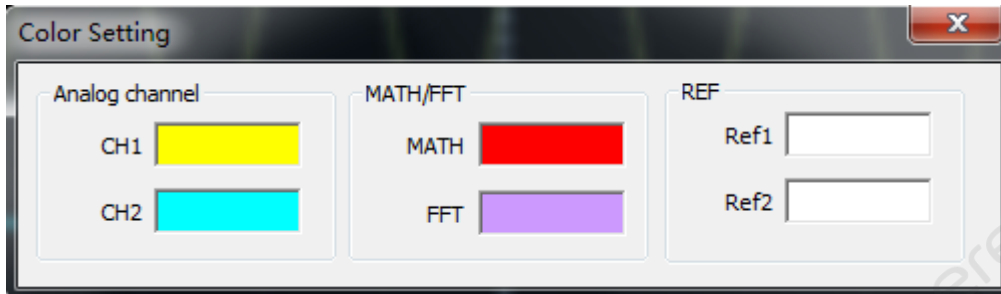 Color Setting
Analog channel
CH1
CH2
MATH/FFT
MATH
FFT
REF
Ref1
Ref2